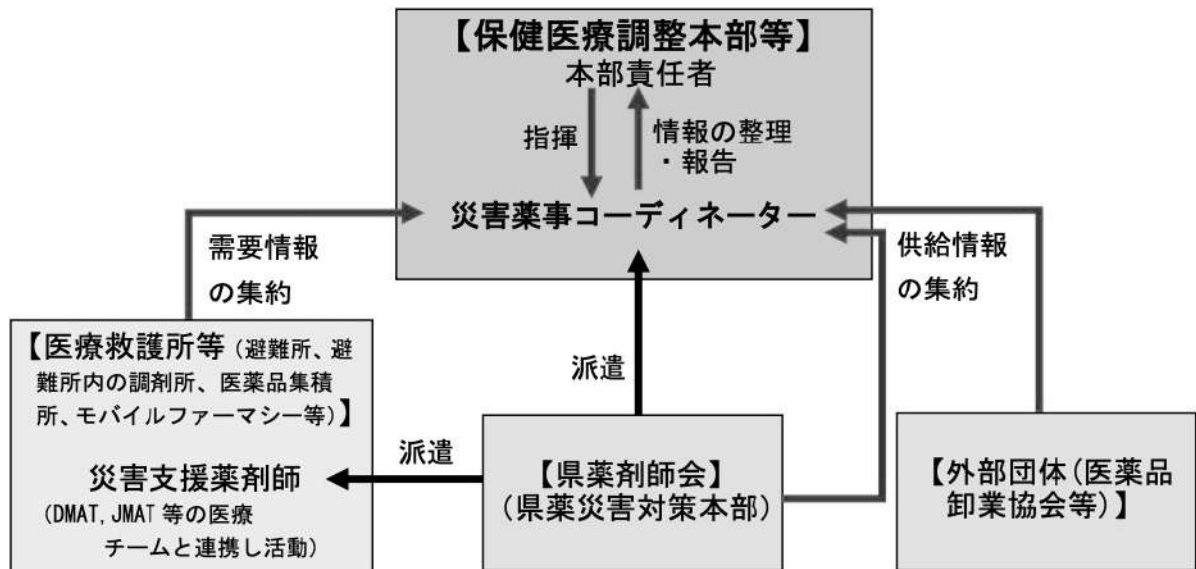 【保健医療調整本部等】
本部責任者
指揮
情報の整理
・報告
災害薬事コーディネーター
需要情報
の集約
供給情報
の集約
【医療救護所等（避難所、避
難所内の調剤所、医薬品集積
所、モバイルファーマシー等）】
災害支援薬剤師
（DMAT, JMAT 等の医療
チームと連携し活動）
派遣
派遣
【県薬剤師会】
（県薬災害対策本部）
【外部団体（医薬品
卸業協会等）】